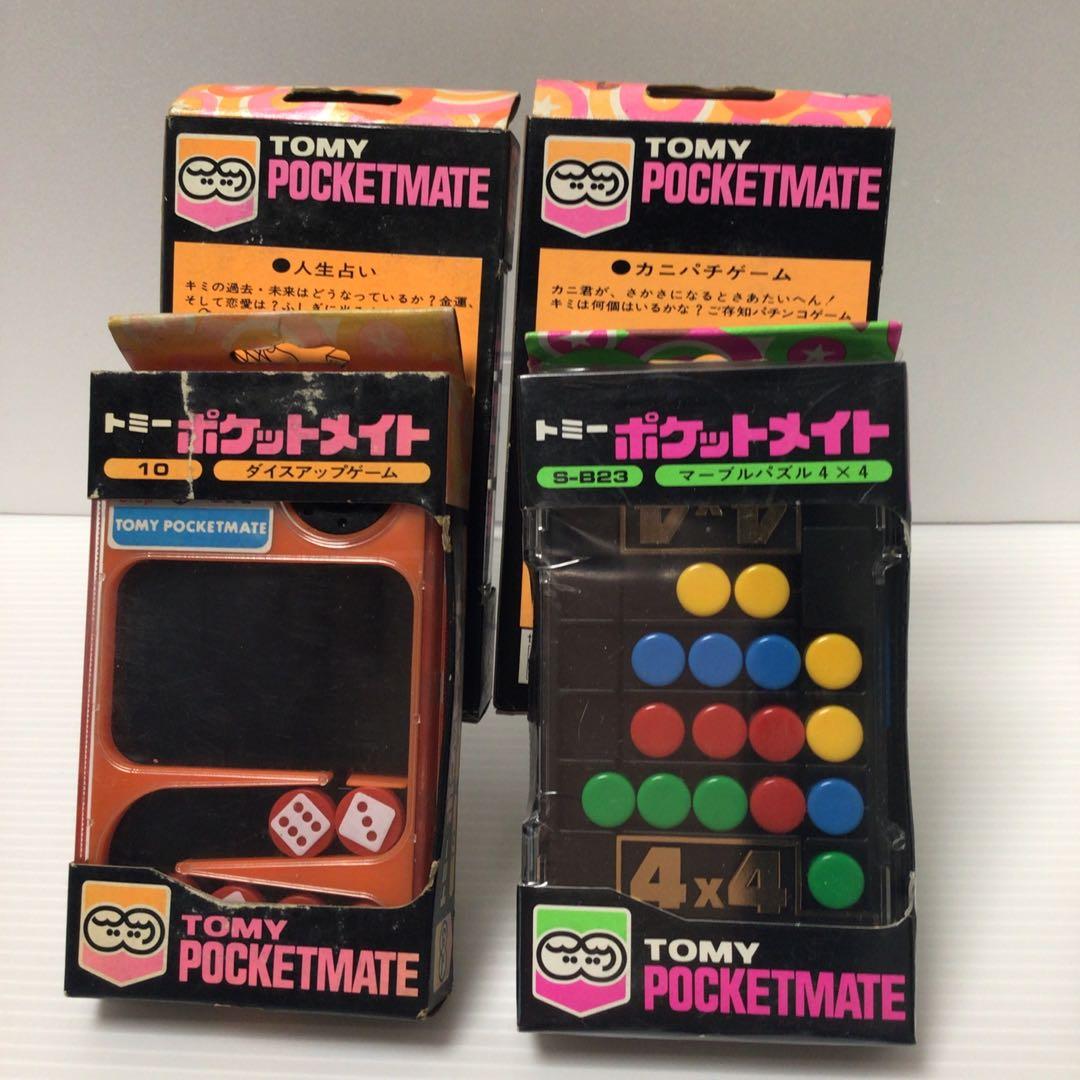 TOMY
POCKETMATE
●人生占い
キミの過去・未来はどうなっているか?金運、
そして恋愛は?ふしぎに当る
TOMY
POCKETMATE
●カニパチゲーム
カニ君が、さかさになるとさあたいへん!
キミは何個はいるかな?ご存知パチンコゲーム
トミー ポケットメイト
10 ダイスアップゲーム
TOMY POCKETMATE
TOMY
POCKETMATE
トミー ポケットメイト
S-B23 マーブルパズル4×4
4x4
4x4
TOMY
POCKETMATE